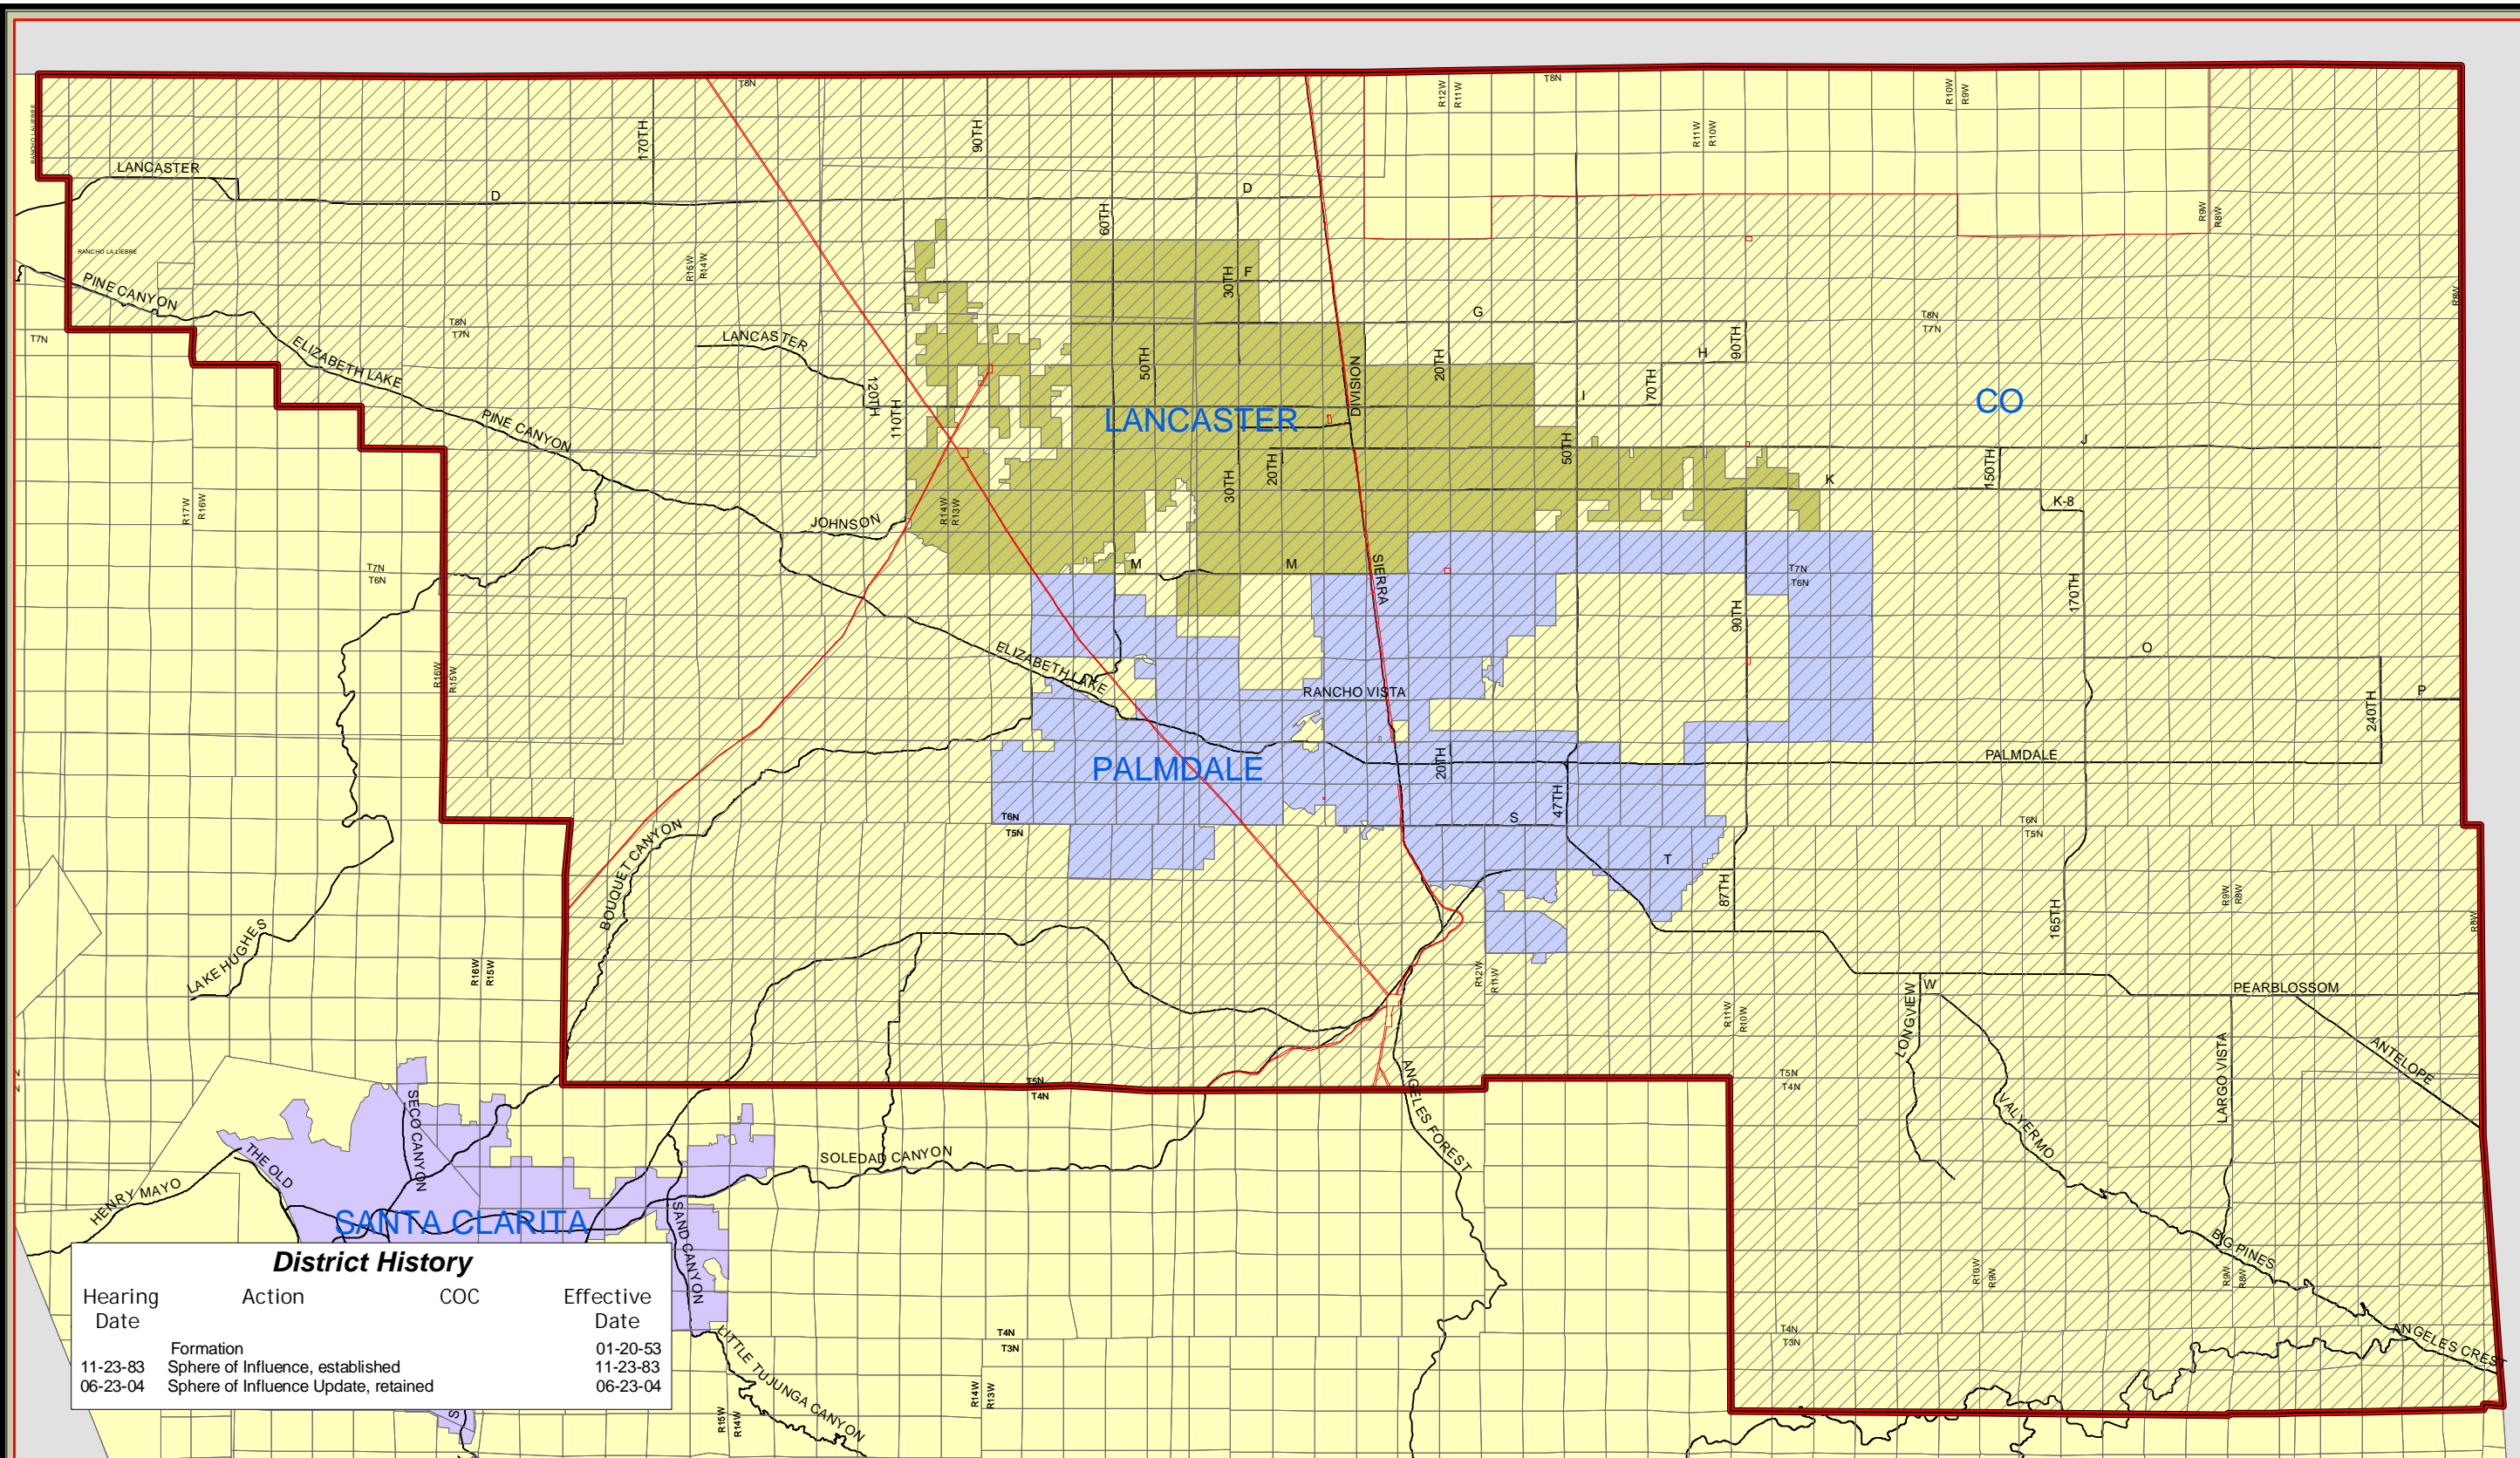 T8N
T8N
R12W
R11W
R10W
R9W
RANCHO LA LIEBRE
170TH
90TH
R11W
R10W
LANCASTER
D
D
60TH
R9W
R8W
RANCHO LA LIEBRE
R15W
R14W
30TH
F
PINE CANYON
R8W
T8N
T7N
G
T8N
T7N
T7N
LANCASTER
ELIZABETH LAKE
50TH
DIVISION
20TH
H
90TH
120TH
110TH
170TH
I
CO
PINE CANYON
LANCASTER
50TH
J
20TH
30TH
150TH
K
K-8
R17W
R16W
R14W
R13W
JOHNSON
T7N
T6N
M
M
SIERRA
T7N
T6N
170TH
90TH
ELIZABETH LAKE
O
R16W
R15W
RANCHO VISTA
P
240TH
PALMDALE
20TH
PALMDALE
47TH
BOUQUET CANYON
T6N
T5N
S
T6N
T5N
T
87TH
165TH
R9W
R8W
R8W
LAKE HUGHES
R16W
R15W
R12W
R11W
W
PEARBLOSSOM
LONGVIEW
R11W
R10W
LARGO VISTA
ANTELOPE
T5N
T4N
T5N
T4N
ANGELES FOREST
VALYERMO
SECO CANYON
THE OLD
SOLEDAD CANYON
HENRY MAYO
SAND CANYON
SANTA CLARITA
BIG PINES
R10W
R9W
R9W
R8W
District History
Hearing Date Action COC Effective Date
Formation 01-20-53
11-23-83 Sphere of Influence, established 11-23-83
06-23-04 Sphere of Influence Update, retained 06-23-04
LITTLE TUJUNGA CANYON
T4N
T3N
T4N
T3N
ANGELES CREST
R15W
R14W
R14W
R13W